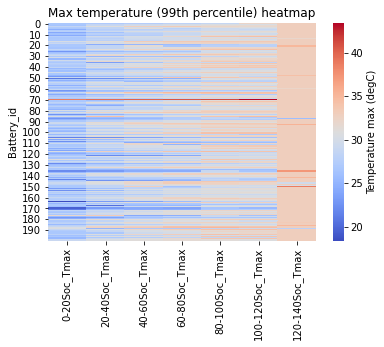 Max temperature (99th percentile) heatmap
Battery_id
0
10
20
30
40
50
60
70
80
90
100
110
120
130
140
150
160
170
180
190
0-20Soc_Tmax
20-40Soc_Tmax
40-60Soc_Tmax
60-80Soc_Tmax
80-100Soc_Tmax
100-120Soc_Tmax
120-140Soc_Tmax
40
35
30
25
20
Temperature max (degC)